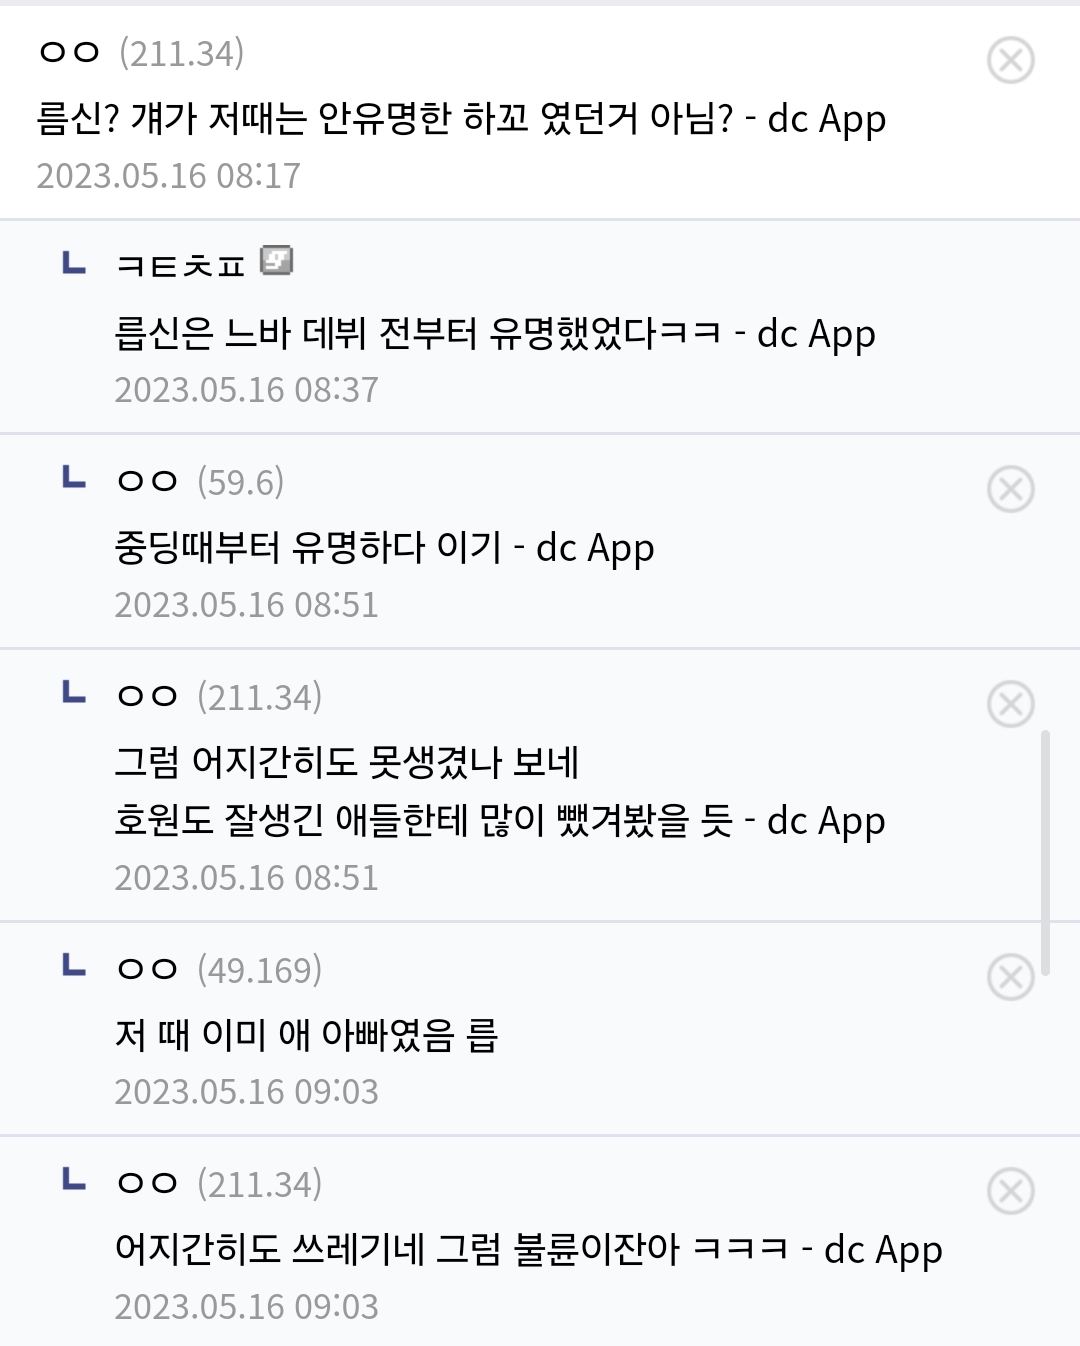 ㅇㅇ (211.34)
름신? 걔가 저때는 안유명한 하꼬 였던거 아님? - dc App
2023.05.16 08:17
ㅋㅌㅊㅍ
릅신은 느바 데뷔 전부터 유명했었다ㅋㅋ - dc App
2023.05.16 08:37
ㅇㅇ (59.6)
중딩때부터 유명하다 이기 - dc App
2023.05.16 08:51
ㅇㅇ (211.34)
그럼 어지간히도 못생겼나 보네
호원도 잘생긴 애들한테 많이 뺐겨봤을 듯 - dc App
2023.05.16 08:51
ㅇㅇ (49.169)
저 때 이미 애 아빠였음 릅
2023.05.16 09:03
ㅇㅇ (211.34)
어지간히도 쓰레기네 그럼 불륜이잔아 ㅋㅋㅋ - dc App
2023.05.16 09:03